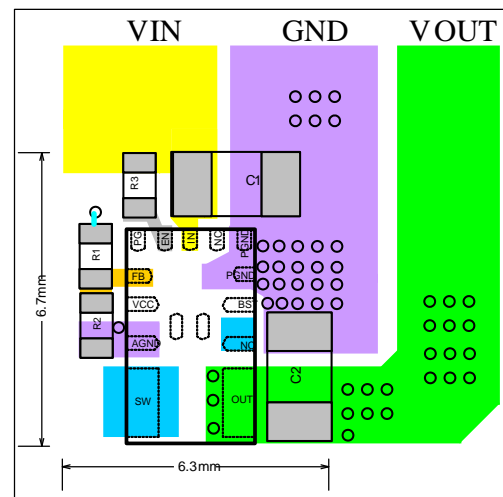 VIN GND VOUT
R3 C1
PG EN IN NC PGND
R1 FB PGND
R2 VCC BST
AGND NC
SW OUT C2
6.7mm
6.3mm